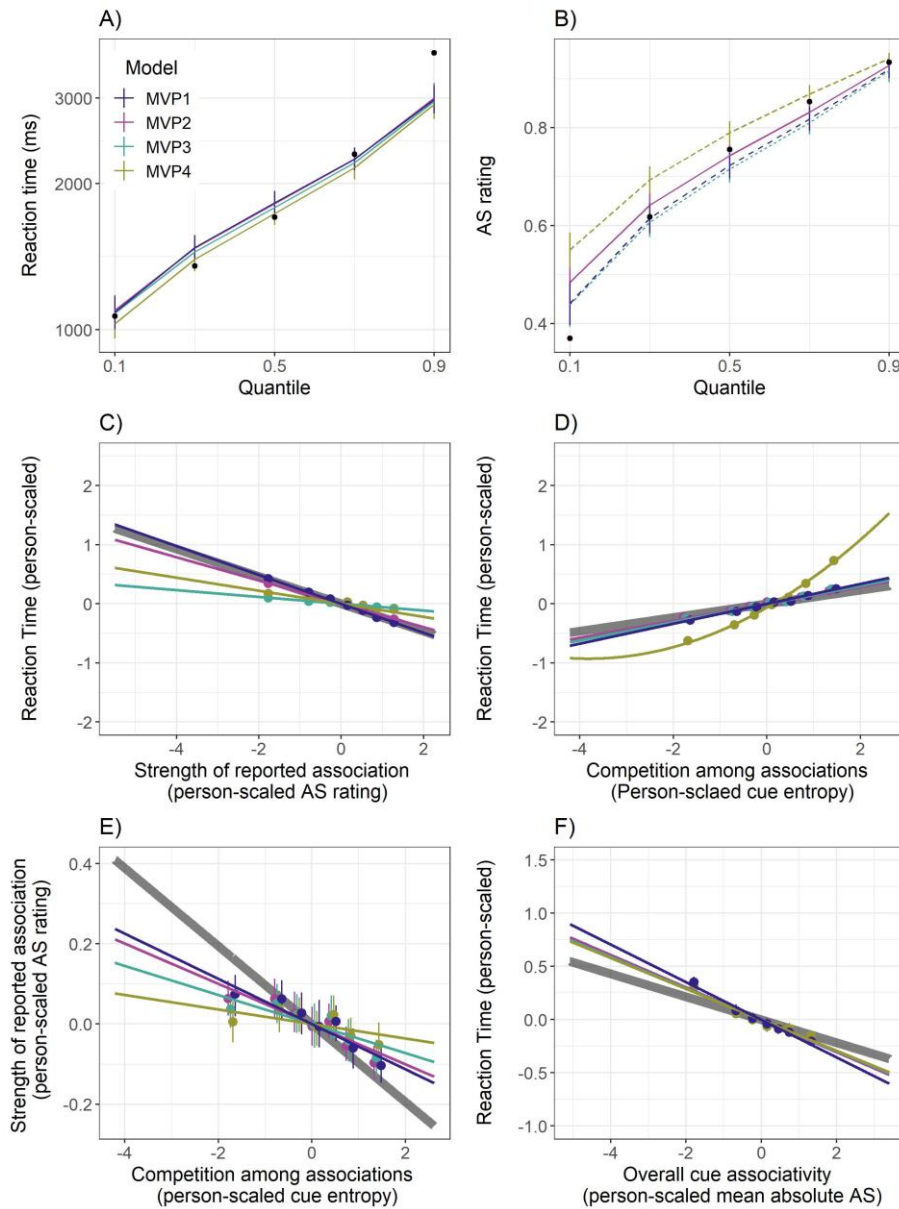 A)
Model
MVP1
MVP2
MVP3
MVP4
3000
2000
1000
Reaction time (ms)
0.1
0.5
0.9
Quantile
B)
0.8
0.6
0.4
AS rating
0.1
0.5
0.9
Quantile
C)
2
1
0
-1
-2
Reaction Time (person-scaled)
-4
-2
0
2
Strength of reported association
(person-scaled AS rating)
D)
2
1
0
-1
-2
Reaction Time (person-scaled)
-4
-2
0
2
Competition among associations
(Person-sclaed cue entropy)
E)
0.4
0.2
0.0
-0.2
Strength of reported association
(person-scaled AS rating)
-4
-2
0
2
Competition among associations
(person-scaled cue entropy)
F)
1.5
1.0
0.5
0.0
-0.5
-1.0
Reaction Time (person-scaled)
-4
-2
0
2
Overall cue associativity
(person-scaled mean absolute AS)